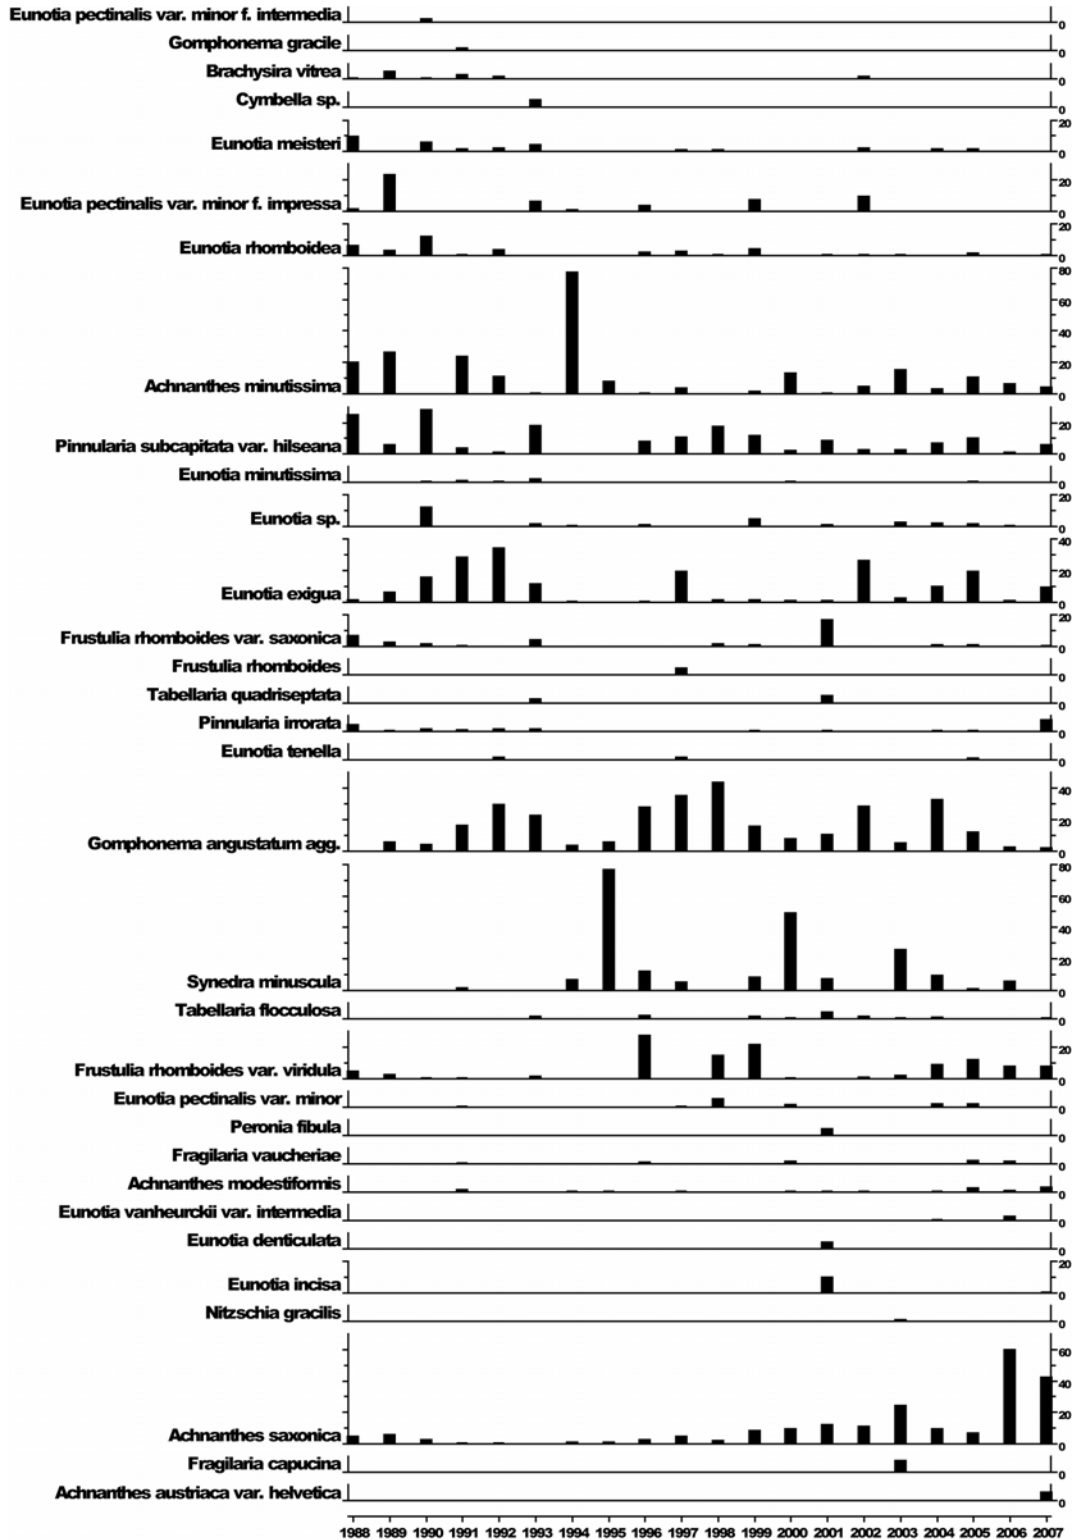 Eunotia pectinalis var. minor f. intermedia 0
Gomphonema gracile 0
Brachysira vitrea 0
Cymbella sp. 0
20
Eunotia meisteri 0
20
Eunotia pectinalis var. minor f. impressa 0
20
Eunotia rhomboidea 0
80
60
40
20
Achnanthes minutissima 0
20
Pinnularia subcapitata var. hilseana 0
Eunotia minutissima 0
20
Eunotia sp. 0
40
20
Eunotia exigua 0
20
Frustulia rhomboides var. saxonica 0
Frustulia rhomboides 0
Tabellaria quadriseptata 0
Pinnularia irrorata 0
Eunotia tenella 0
40
20
Gomphonema angustatum agg. 0
80
60
40
20
Synedra minuscula 0
Tabellaria flocculosa 0
20
Frustulia rhomboides var. viridula 0
Eunotia pectinalis var. minor 0
Peronia fibula 0
Fragilaria vaucheriae 0
Achnanthes modestiformis 0
Eunotia vanheurckii var. intermedia 0
Eunotia denticulata 0
20
Eunotia incisa 0
Nitzschia gracilis 0
60
40
20
Achnanthes saxonica 0
Fragilaria capucina 0
Achnanthes austriaca var. helvetica 0
1988 1989 1990 1991 1992 1993 1994 1995 1996 1997 1998 1999 2000 2001 2002 2003 2004 2005 2006 2007